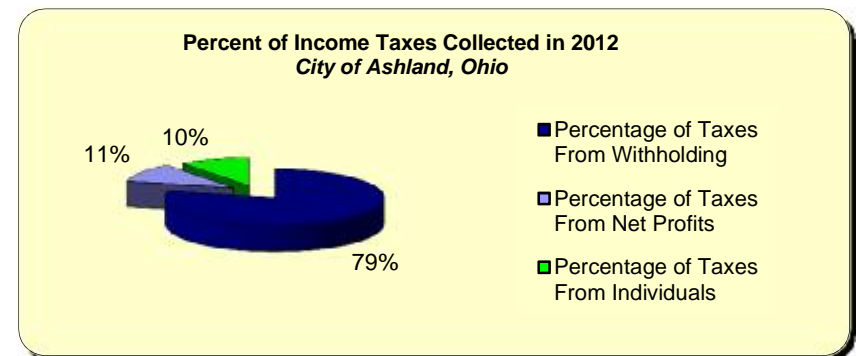 Percent of Income Taxes Collected in 2012
City of Ashland, Ohio
10%
11%
79%
Percentage of Taxes
From Withholding
Percentage of Taxes
From Net Profits
Percentage of Taxes
From Individuals